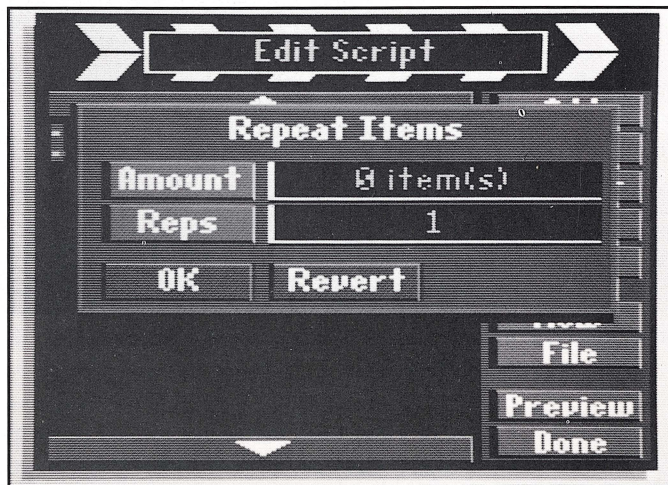 Edit Script
Repeat Items
Amount
0 item(s)
Reps
1
OK
Revert
File
Preview
Done